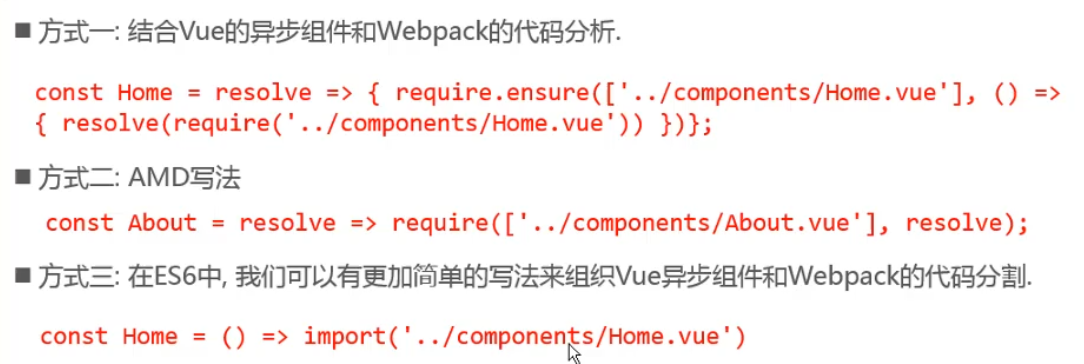 ■ 方式一: 结合Vue的异步组件和Webpack的代码分析.
const Home = resolve => { require.ensure(['../components/Home.vue'], () =>
{ resolve(require('../components/Home.vue')) })};
■ 方式二: AMD写法
const About = resolve => require(['../components/About.vue'], resolve);
■ 方式三: 在ES6中, 我们可以有更加简单的写法来组织Vue异步组件和Webpack的代码分割.
const Home = () => import('../components/Home.vue')